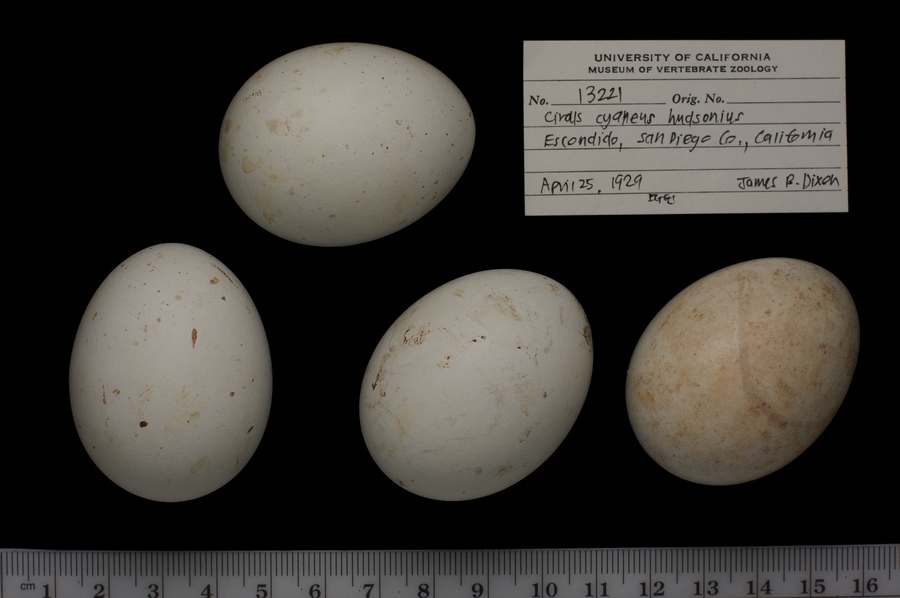 UNIVERSITY OF CALIFORNIA
MUSEUM OF VERTEBRATE ZOOLOGY
No. 13221 Orig. No.
Circus cyaneus hudsonius
Escondido, San Diego Co., California
April 25, 1929 James B. Dixon
cm 1 2 3 4 5 6 7 8 9 10 11 12 13 14 15 16